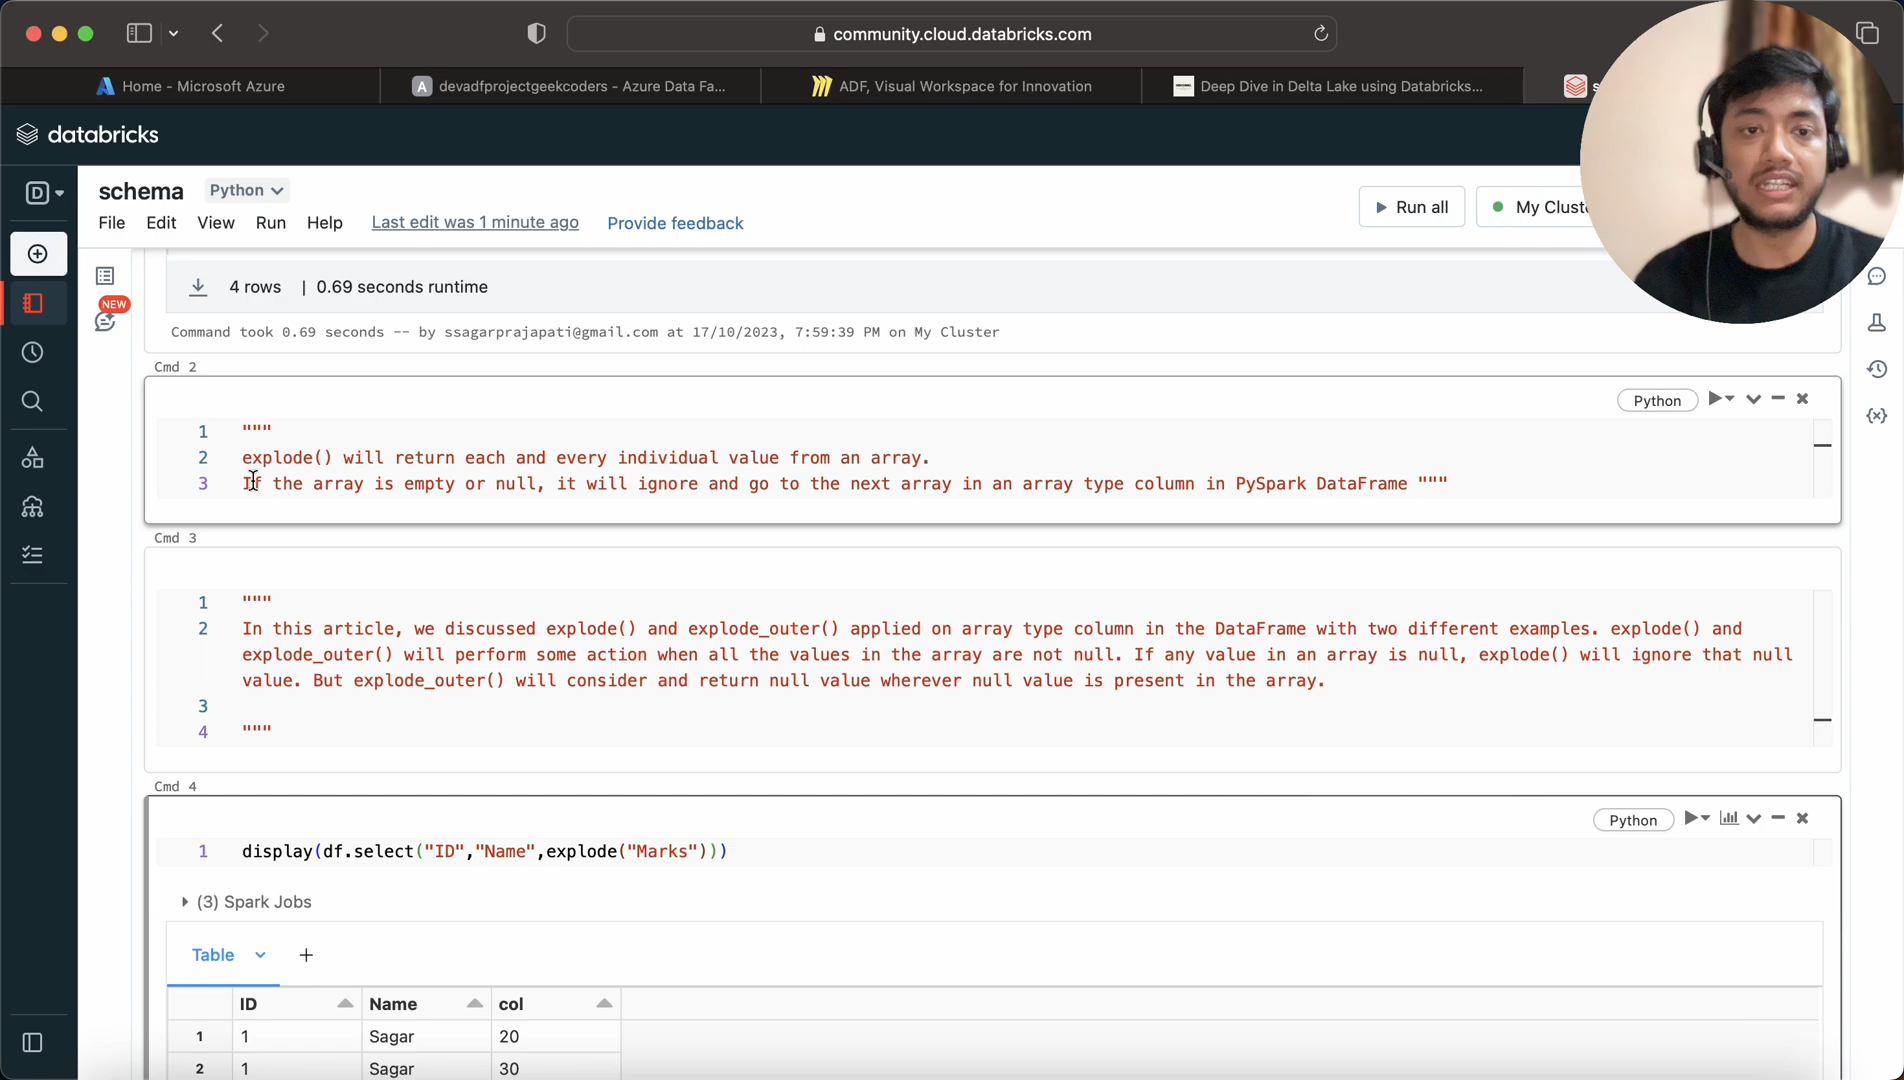 community.cloud.databricks.com
Home - Microsoft Azure
A
devadfprojectgeekcoders - Azure Data Fa...
ADF, Visual Workspace for Innovation
Deep Dive in Delta Lake using Databricks...
databricks
D
schema
Python
File
Edit
View
Run
Help
Last edit was 1 minute ago
Provide feedback
Run all
NEW
4 rows | 0.69 seconds runtime
Command took 0.69 seconds -- by ssagarprajapati@gmail.com at 17/10/2023, 7:59:39 PM on My Cluster
Cmd 2
Python
1 """
2 explode() will return each and every individual value from an array.
3 If the array is empty or null, it will ignore and go to the next array in an array type column in PySpark DataFrame """
Cmd 3
1 """
2 In this article, we discussed explode() and explode_outer() applied on array type column in the DataFrame with two different examples. explode() and
explode_outer() will perform some action when all the values in the array are not null. If any value in an array is null, explode() will ignore that null
value. But explode_outer() will consider and return null value wherever null value is present in the array.
3
4 """
Cmd 4
Python
1 display(df.select("ID","Name",explode("Marks")))
(3) Spark Jobs
Table
+
ID Name col
1 1 Sagar 20
2 1 Sagar 30